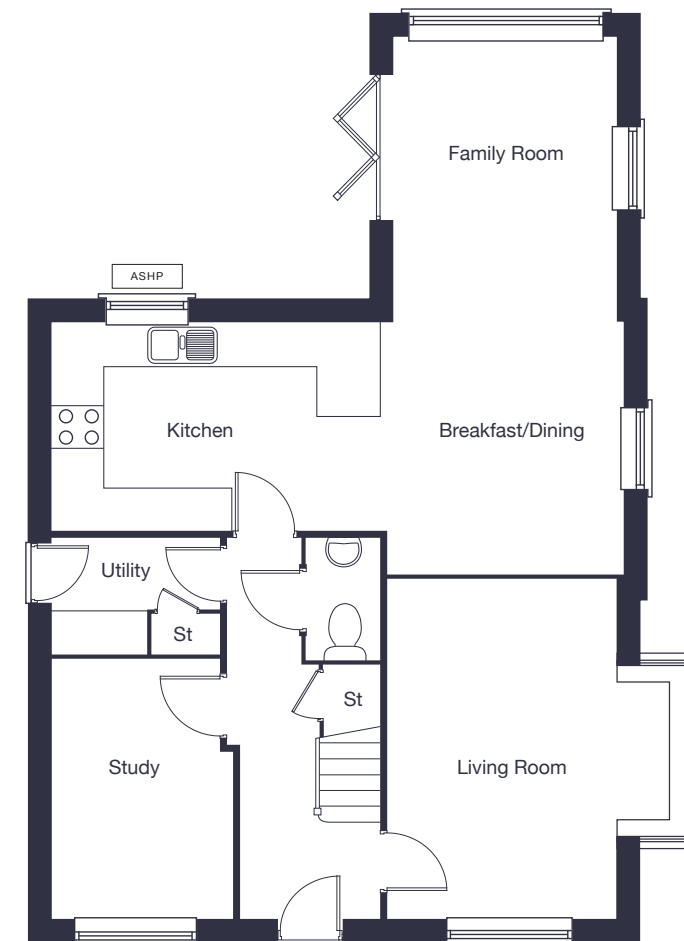 Family Room
ASHP
Kitchen
Breakfast/Dining
Utility
St
St
Study
Living Room